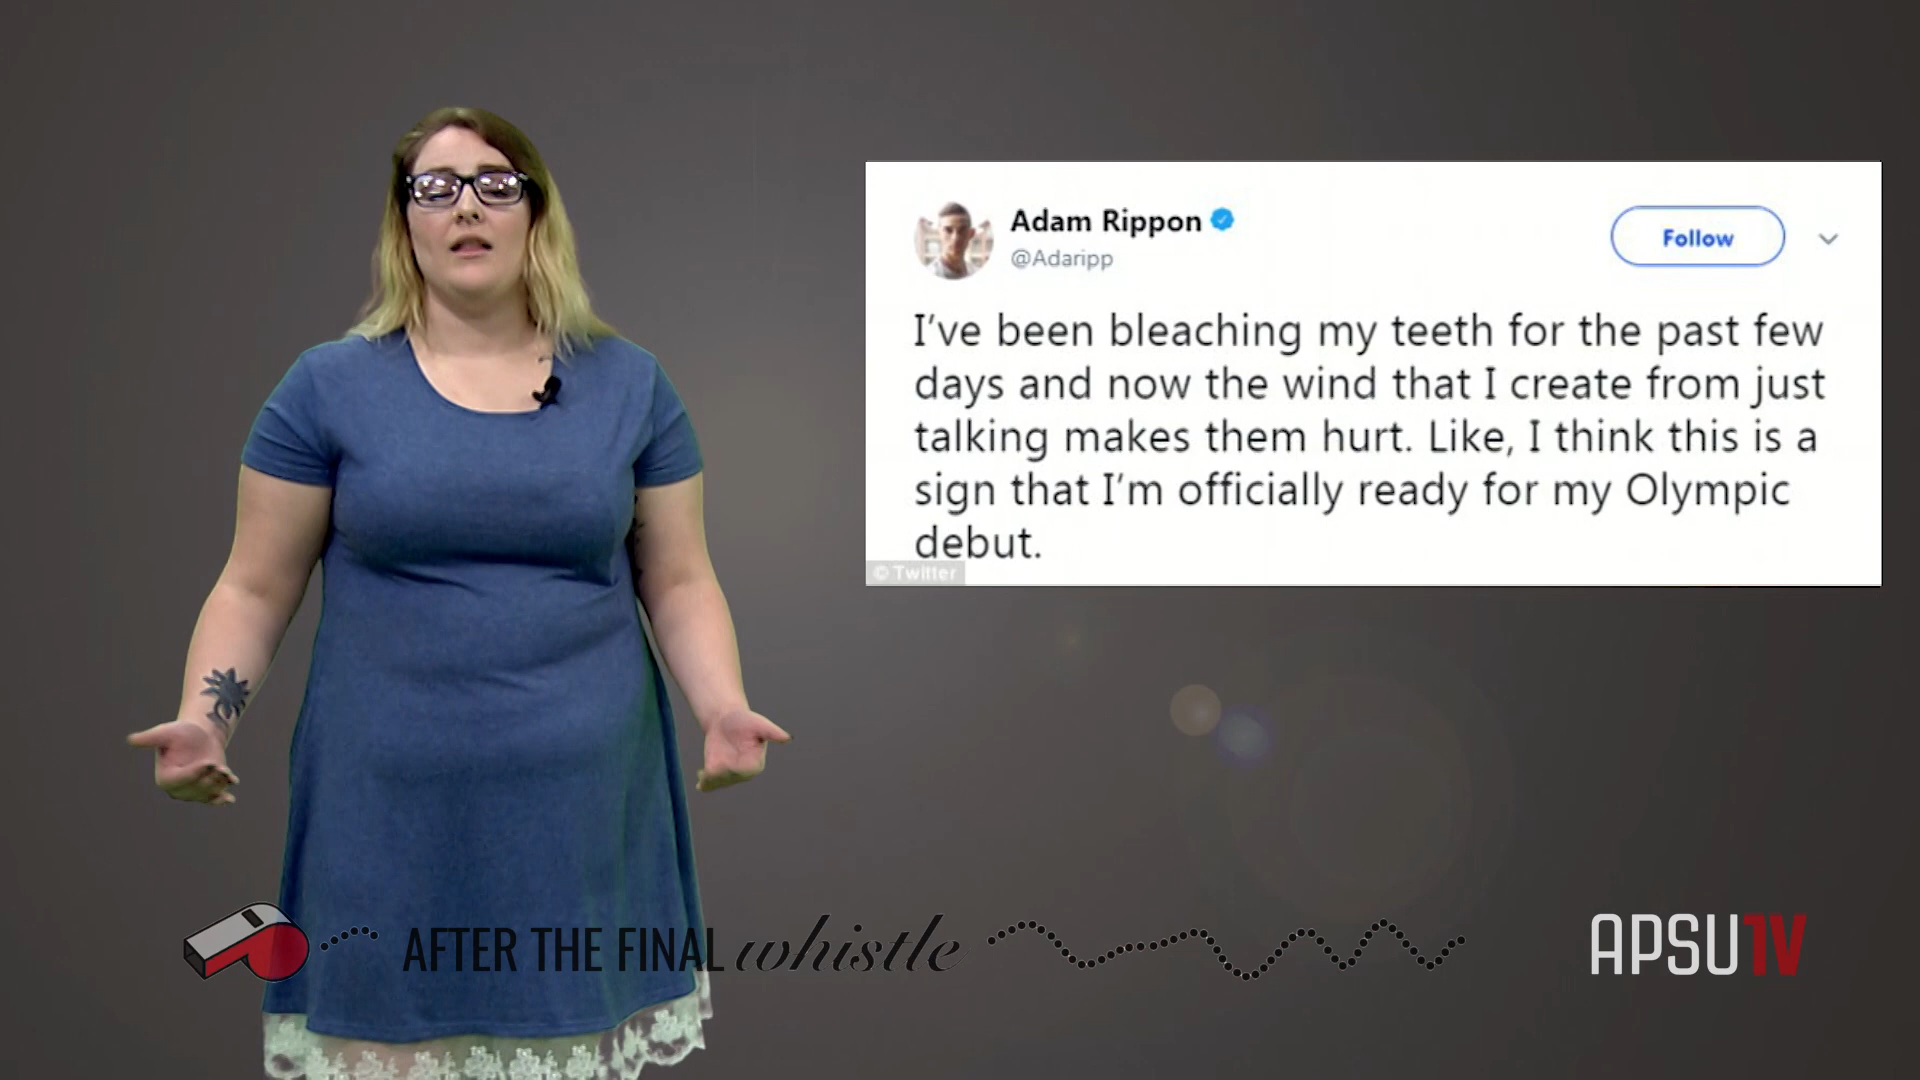 Adam Rippon
@Adaripp
Follow
I've been bleaching my teeth for the past few
days and now the wind that I create from just
talking makes them hurt. Like, I think this is a
sign that I'm officially ready for my Olympic
debut.
© Twitter
AFTER THE FINAL whistle
APSUTV